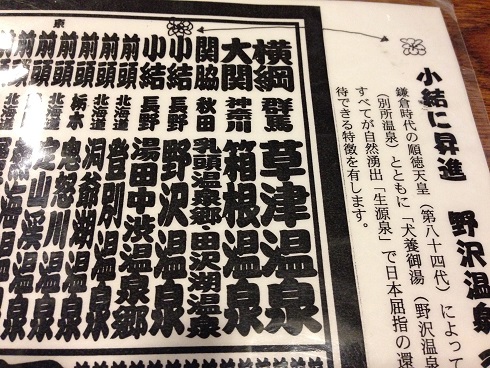 小結に昇進　野沢温泉
鎌倉時代の順徳天皇（第八十四代）によって
（別所温泉）とともに「犬養御湯（野沢温泉
すべてが自然湧出「生源泉」で日本屈指の還
待できる特徴を有します。
東
横綱 群馬 草津温泉
大関 神奈川 箱根温泉
関脇 秋田 乳頭温泉郷・田沢湖温泉
小結 長野 野沢温泉
小結 長野 湯田中渋温泉郷
前頭 北海道 登別温泉
前頭 北海道 洞爺湖温泉
前頭 栃木 鬼怒川温泉
前頭 北海道 定山渓温泉
前頭 熱海温泉